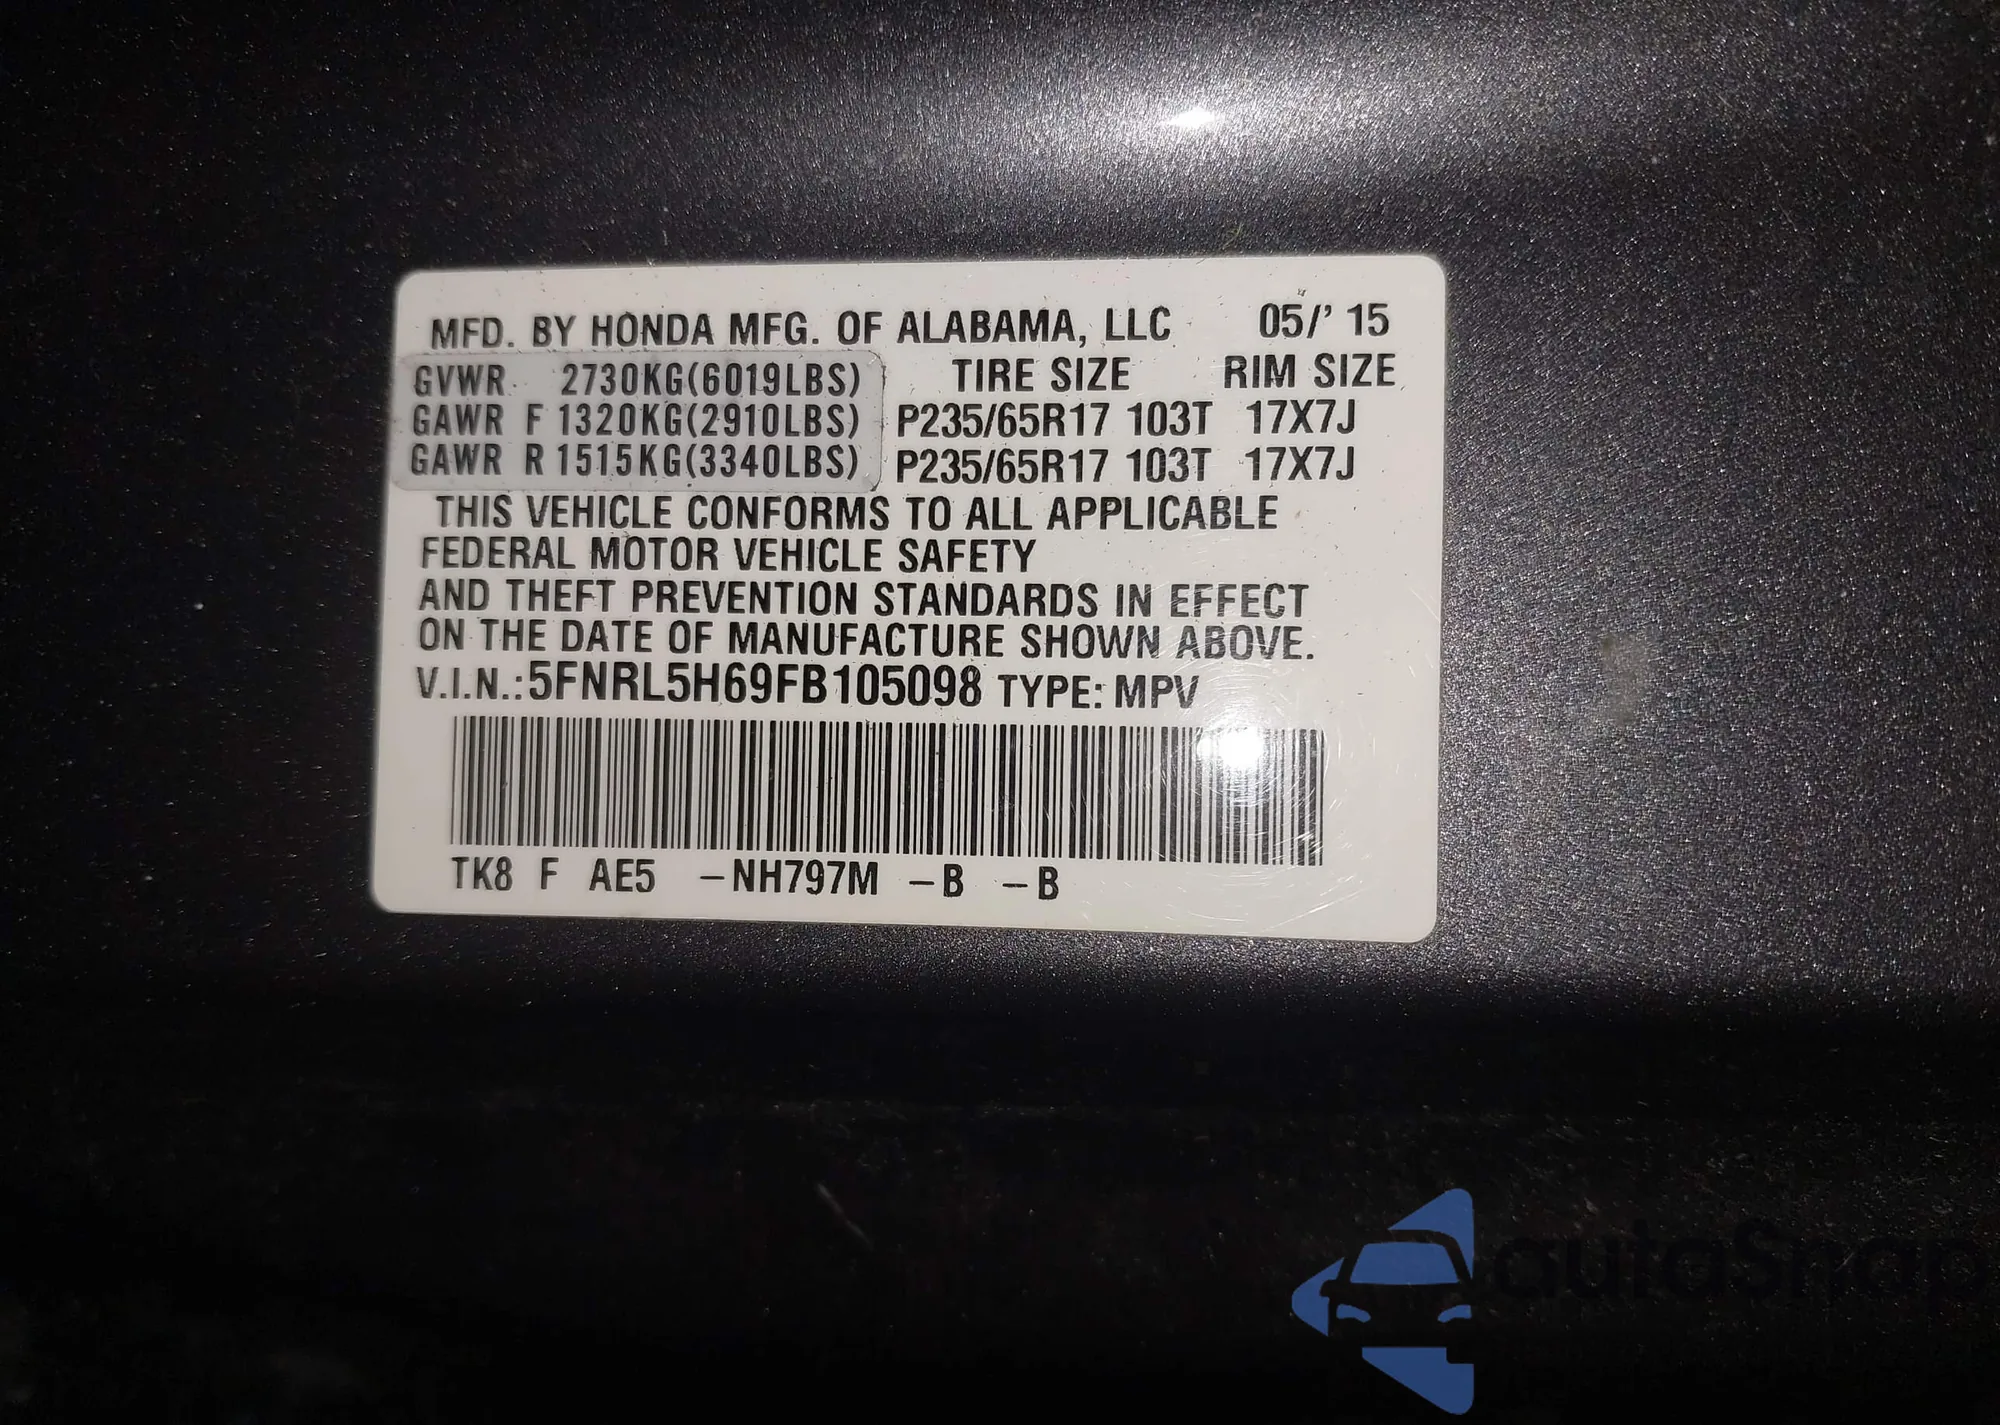 MFD. BY HONDA MFG. OF ALABAMA, LLC 05/' 15
GVWR 2730KG(6019LBS) TIRE SIZE RIM SIZE
GAWR F 1320KG(2910LBS) P235/65R17 103T 17X7J
GAWR R 1515KG(3340LBS) P235/65R17 103T 17X7J
THIS VEHICLE CONFORMS TO ALL APPLICABLE
FEDERAL MOTOR VEHICLE SAFETY
AND THEFT PREVENTION STANDARDS IN EFFECT
ON THE DATE OF MANUFACTURE SHOWN ABOVE.
V.I.N.:5FNRL5H69FB105098 TYPE: MPV
TK8 F AE5 -NH797M -B -B
autoSnap